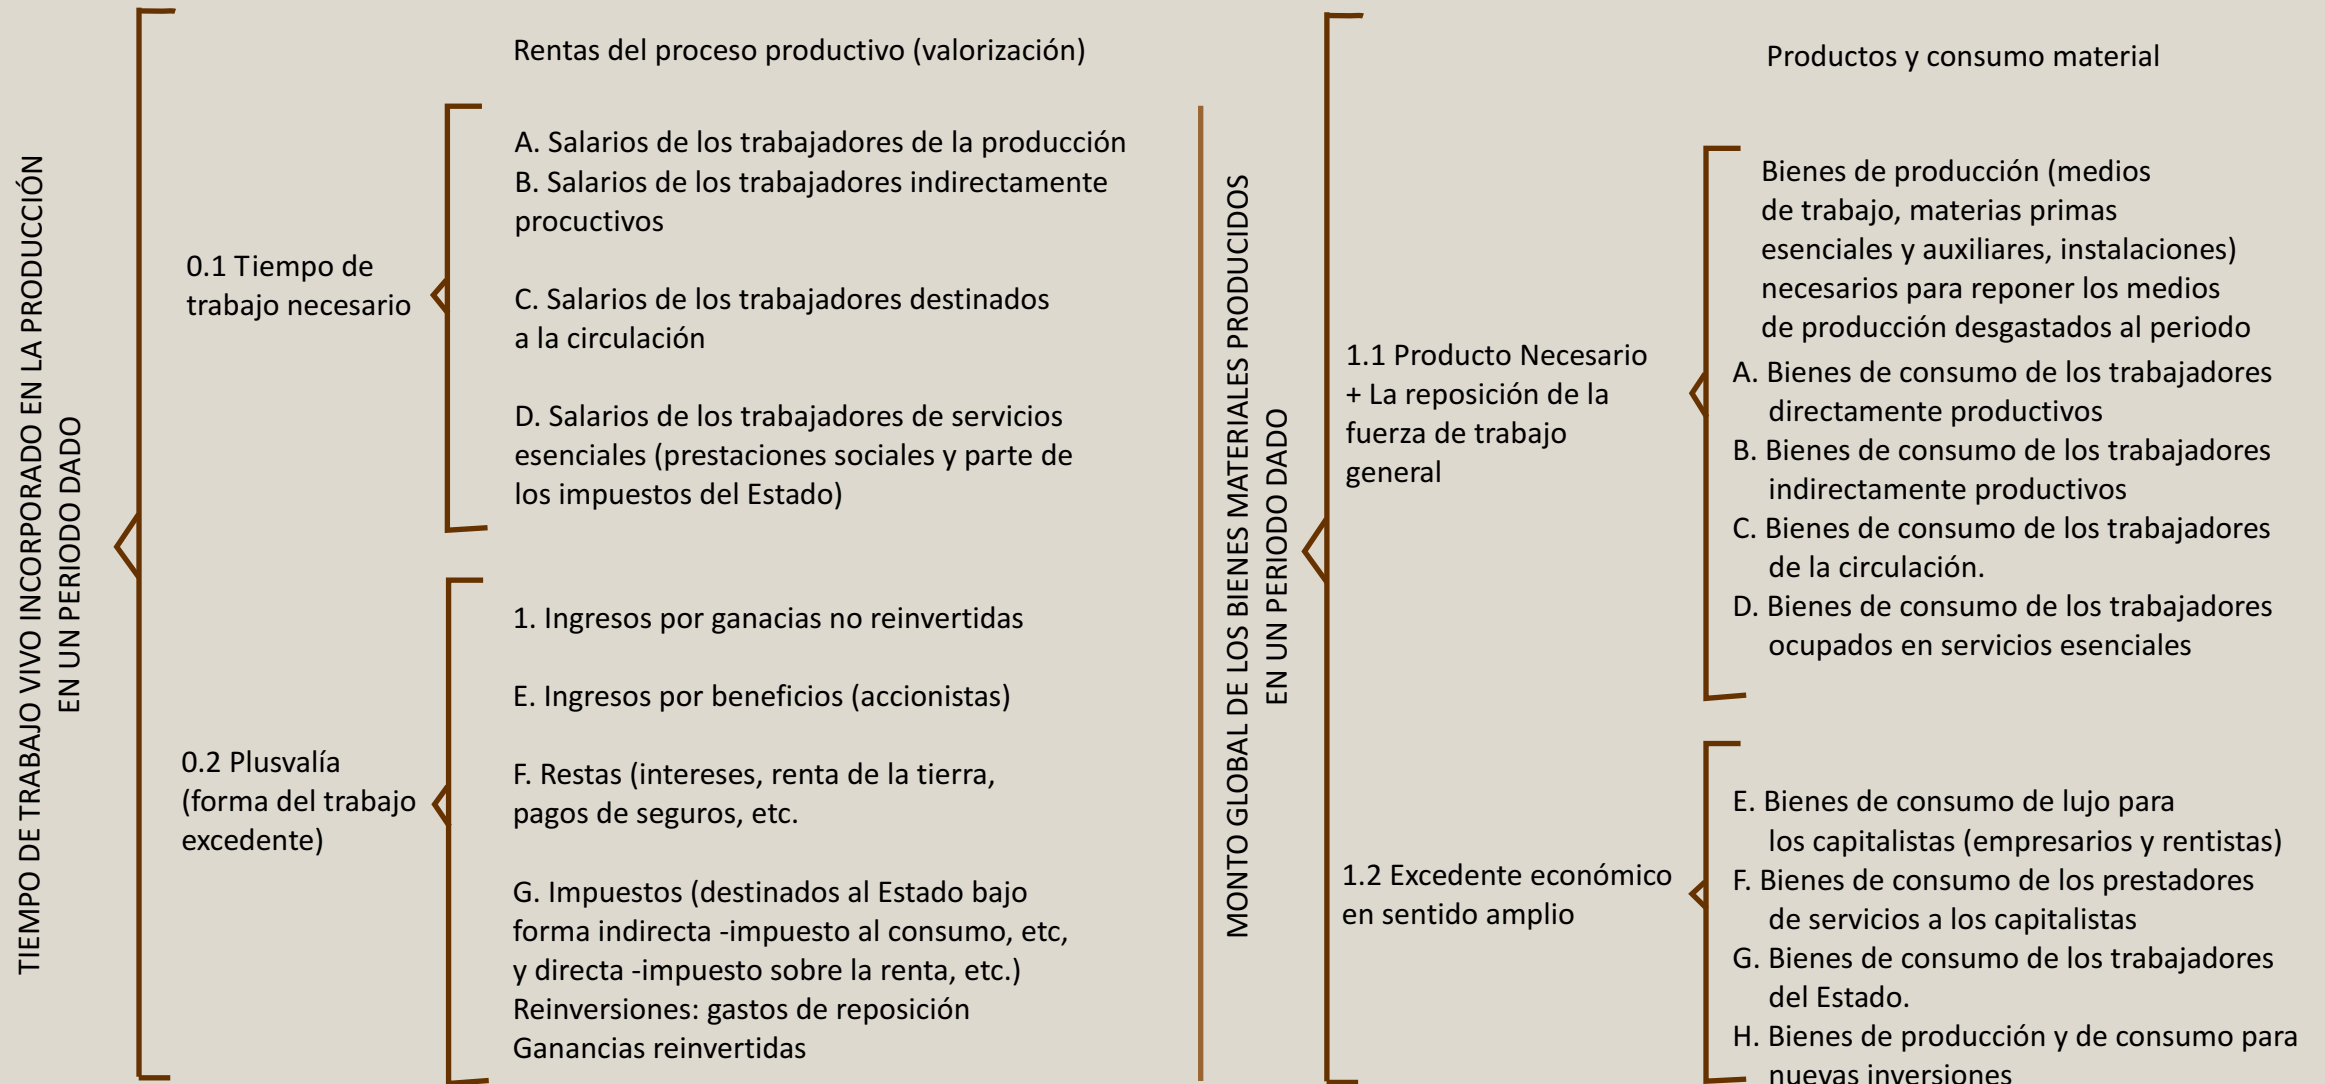 TIEMPO DE TRABAJO VIVO INCORPORADO EN LA PRODUCCIÓN
EN UN PERIODO DADO
Rentas del proceso productivo (valorización)
0.1 Tiempo de
trabajo necesario
A. Salarios de los trabajadores de la producción
B. Salarios de los trabajadores indirectamente
procuctivos
C. Salarios de los trabajadores destinados
a la circulación
D. Salarios de los trabajadores de servicios
esenciales (prestaciones sociales y parte de
los impuestos del Estado)
0.2 Plusvalía
(forma del trabajo
excedente)
1. Ingresos por ganacias no reinvertidas
E. Ingresos por beneficios (accionistas)
F. Restas (intereses, renta de la tierra,
pagos de seguros, etc.
G. Impuestos (destinados al Estado bajo
forma indirecta -impuesto al consumo, etc,
y directa -impuesto sobre la renta, etc.)
Reinversiones: gastos de reposición
Ganancias reinvertidas
MONTO GLOBAL DE LOS BIENES MATERIALES PRODUCIDOS
EN UN PERIODO DADO
Productos y consumo material
1.1 Producto Necesario
+ La reposición de la
fuerza de trabajo
general
Bienes de producción (medios
de trabajo, materias primas
esenciales y auxiliares, instalaciones)
necesarios para reponer los medios
de producción desgastados al periodo
A. Bienes de consumo de los trabajadores
directamente productivos
B. Bienes de consumo de los trabajadores
indirectamente productivos
C. Bienes de consumo de los trabajadores
de la circulación.
D. Bienes de consumo de los trabajadores
ocupados en servicios esenciales
1.2 Excedente económico
en sentido amplio
E. Bienes de consumo de lujo para
los capitalistas (empresarios y rentistas)
F. Bienes de consumo de los prestadores
de servicios a los capitalistas
G. Bienes de consumo de los trabajadores
del Estado.
H. Bienes de producción y de consumo para
nuevas inversiones